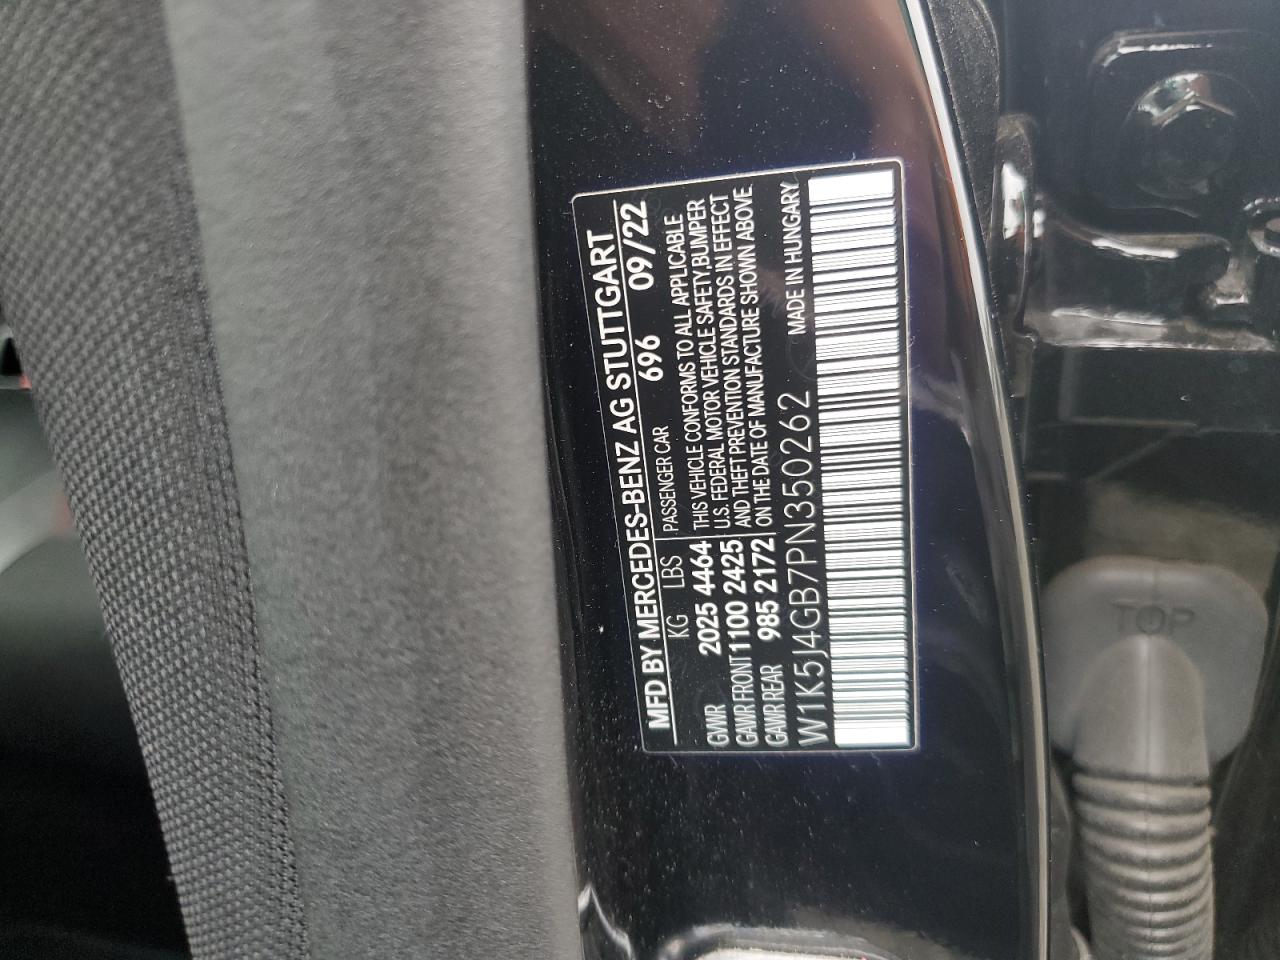 MFD BY MERCEDES-BENZ AG STUTTGART
KG LBS PASSENGER CAR 696 09/22
GVWR 2025 4464
GAWR FRONT 1100 2425
GAWR REAR 985 2172
THIS VEHICLE CONFORMS TO ALL APPLICABLE
U.S. FEDERAL MOTOR VEHICLE SAFETY, BUMPER
AND THEFT PREVENTION STANDARDS IN EFFECT
ON THE DATE OF MANUFACTURE SHOWN ABOVE.
W1K5J4GB7PN350262 MADE IN HUNGARY
TOP